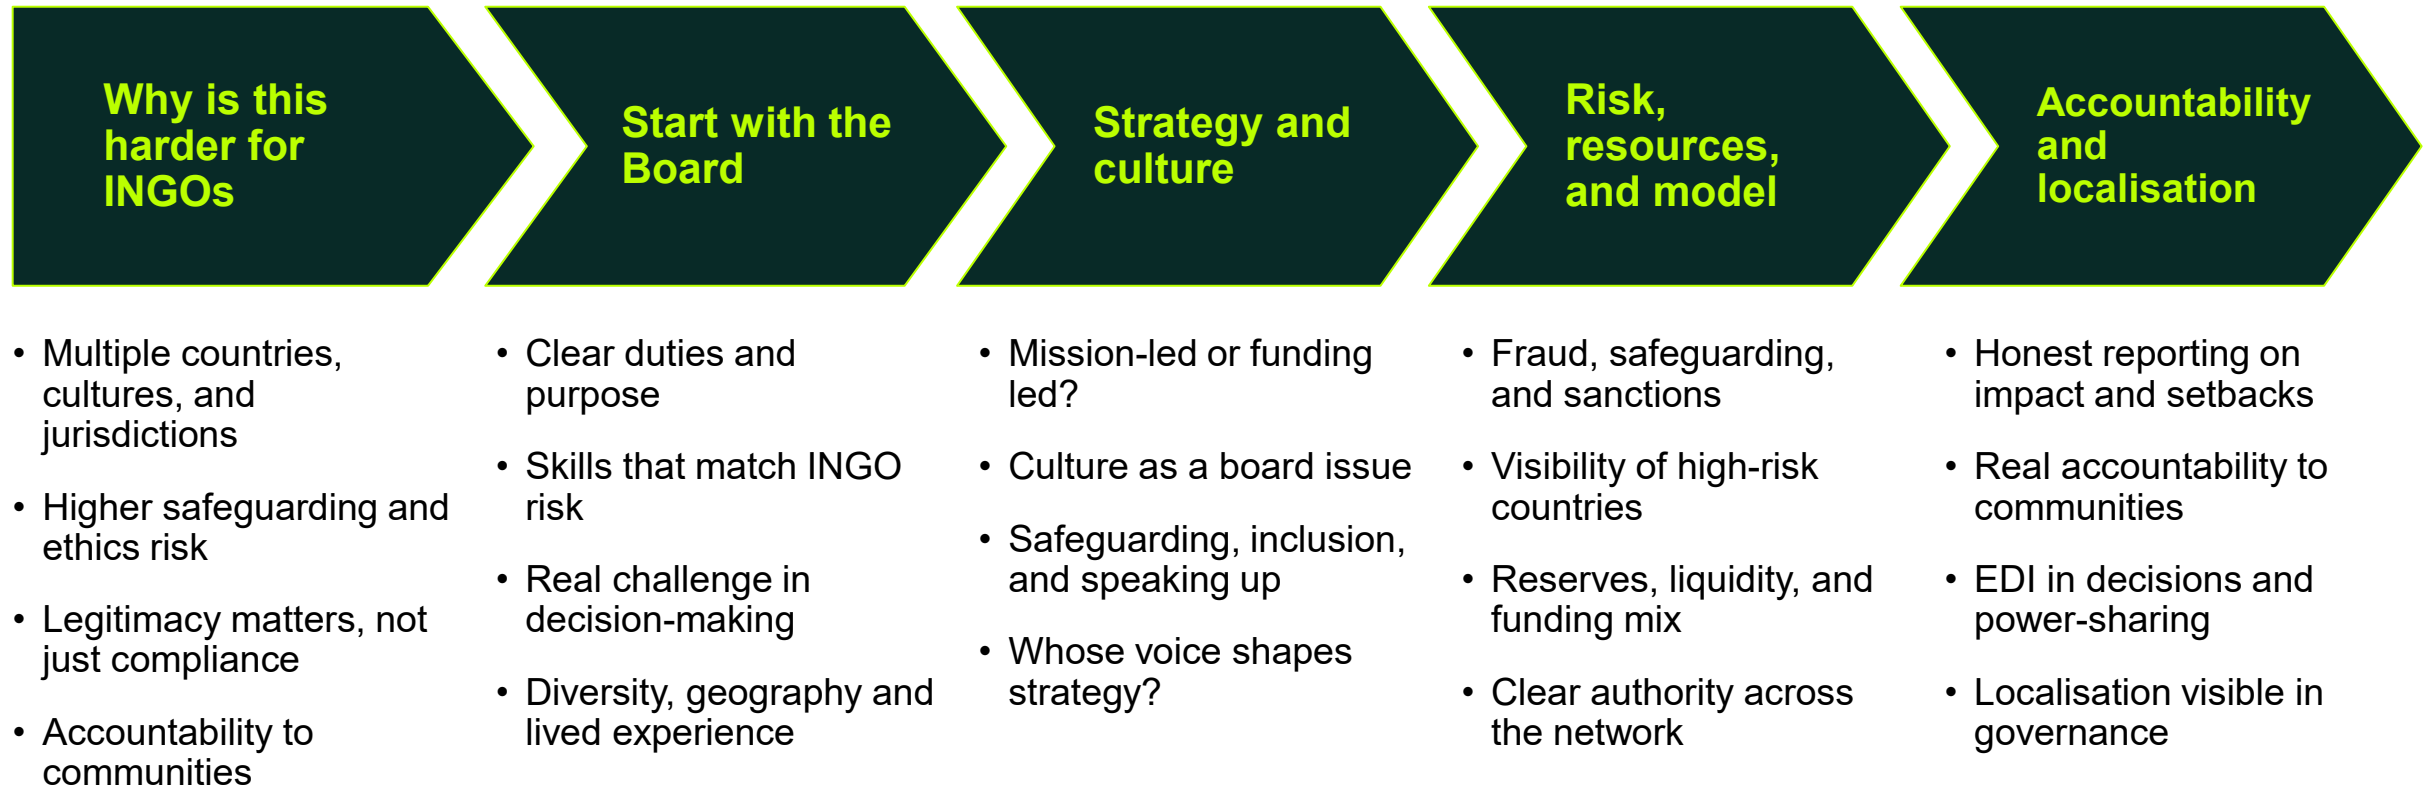 Why is this
harder for
INGOs
Start with the
Board
Strategy and
culture
Risk,
resources,
and model
Accountability
and
localisation
• Multiple countries,
cultures, and
jurisdictions
• Higher safeguarding and
ethics risk
• Legitimacy matters, not
just compliance
• Accountability to
communities
• Clear duties and
purpose
• Skills that match INGO
risk
• Real challenge in
decision-making
• Diversity, geography and
lived experience
• Mission-led or funding
led?
• Culture as a board issue
• Safeguarding, inclusion,
and speaking up
• Whose voice shapes
strategy?
• Fraud, safeguarding,
and sanctions
• Visibility of high-risk
countries
• Reserves, liquidity, and
funding mix
• Clear authority across
the network
• Honest reporting on
impact and setbacks
• Real accountability to
communities
• EDI in decisions and
power-sharing
• Localisation visible in
governance